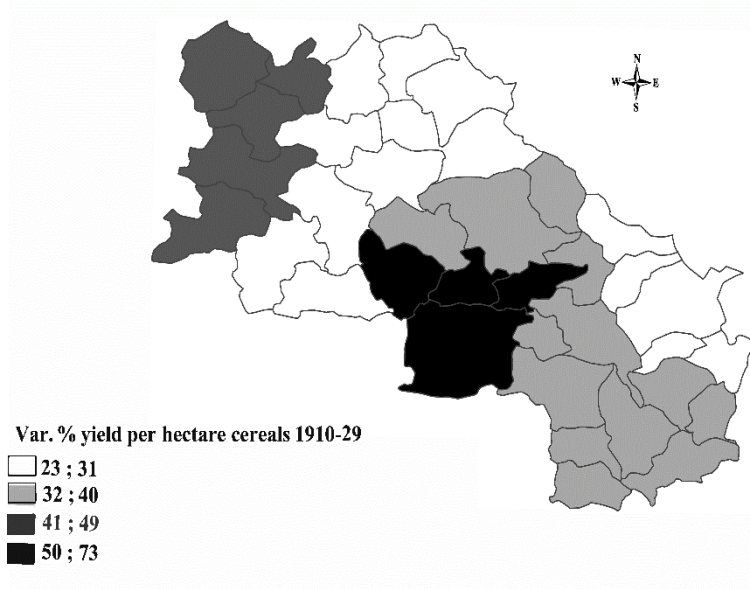 N
W E
S
Var. % yield per hectare cereals 1910-29
23 ; 31
32 ; 40
41 ; 49
50 ; 73